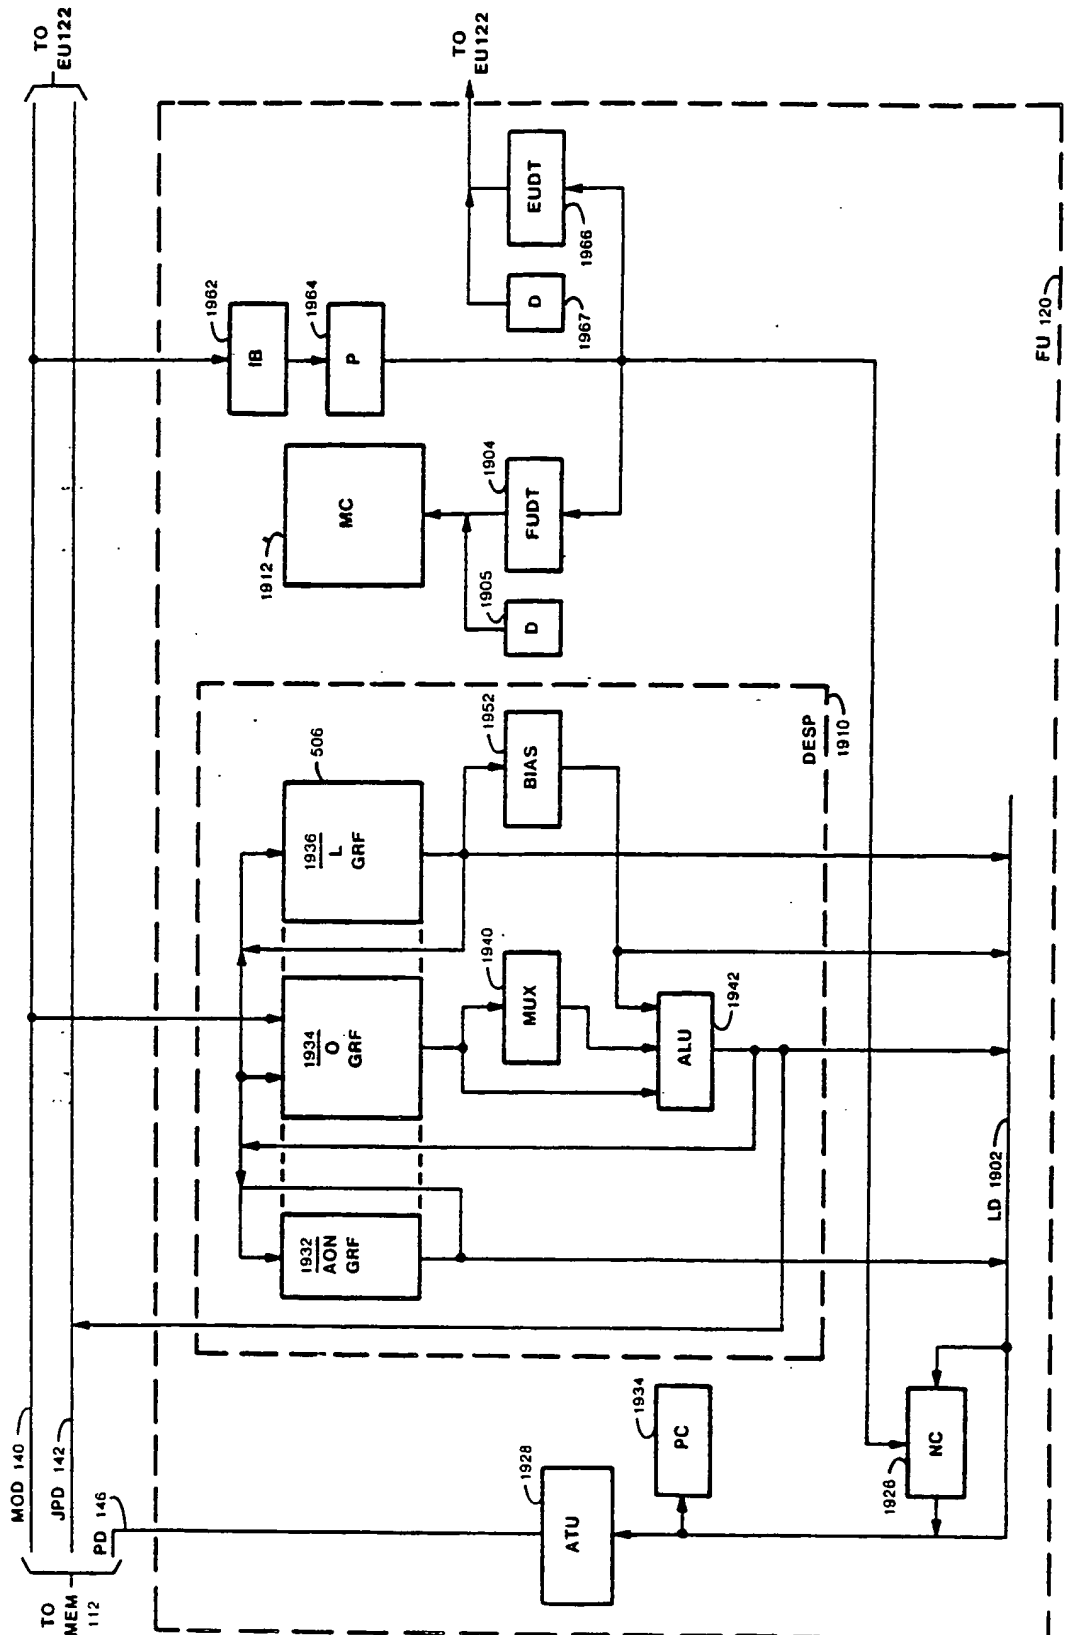 TO
EU122
TO
EU122
MOD 140
JPD 142
PD 146
TO
MEM
112
1962
IB
1964
P
EUDT
1966
D
1967
FU 120
1912
MC
1904
FUDT
1905
D
506
1936
L
GRF
1934
O
GRF
1932
AON
GRF
1952
BIAS
DESP
1910
1940
MUX
1942
ALU
LD 1902
1934
PC
1928
ATU
1926
NC